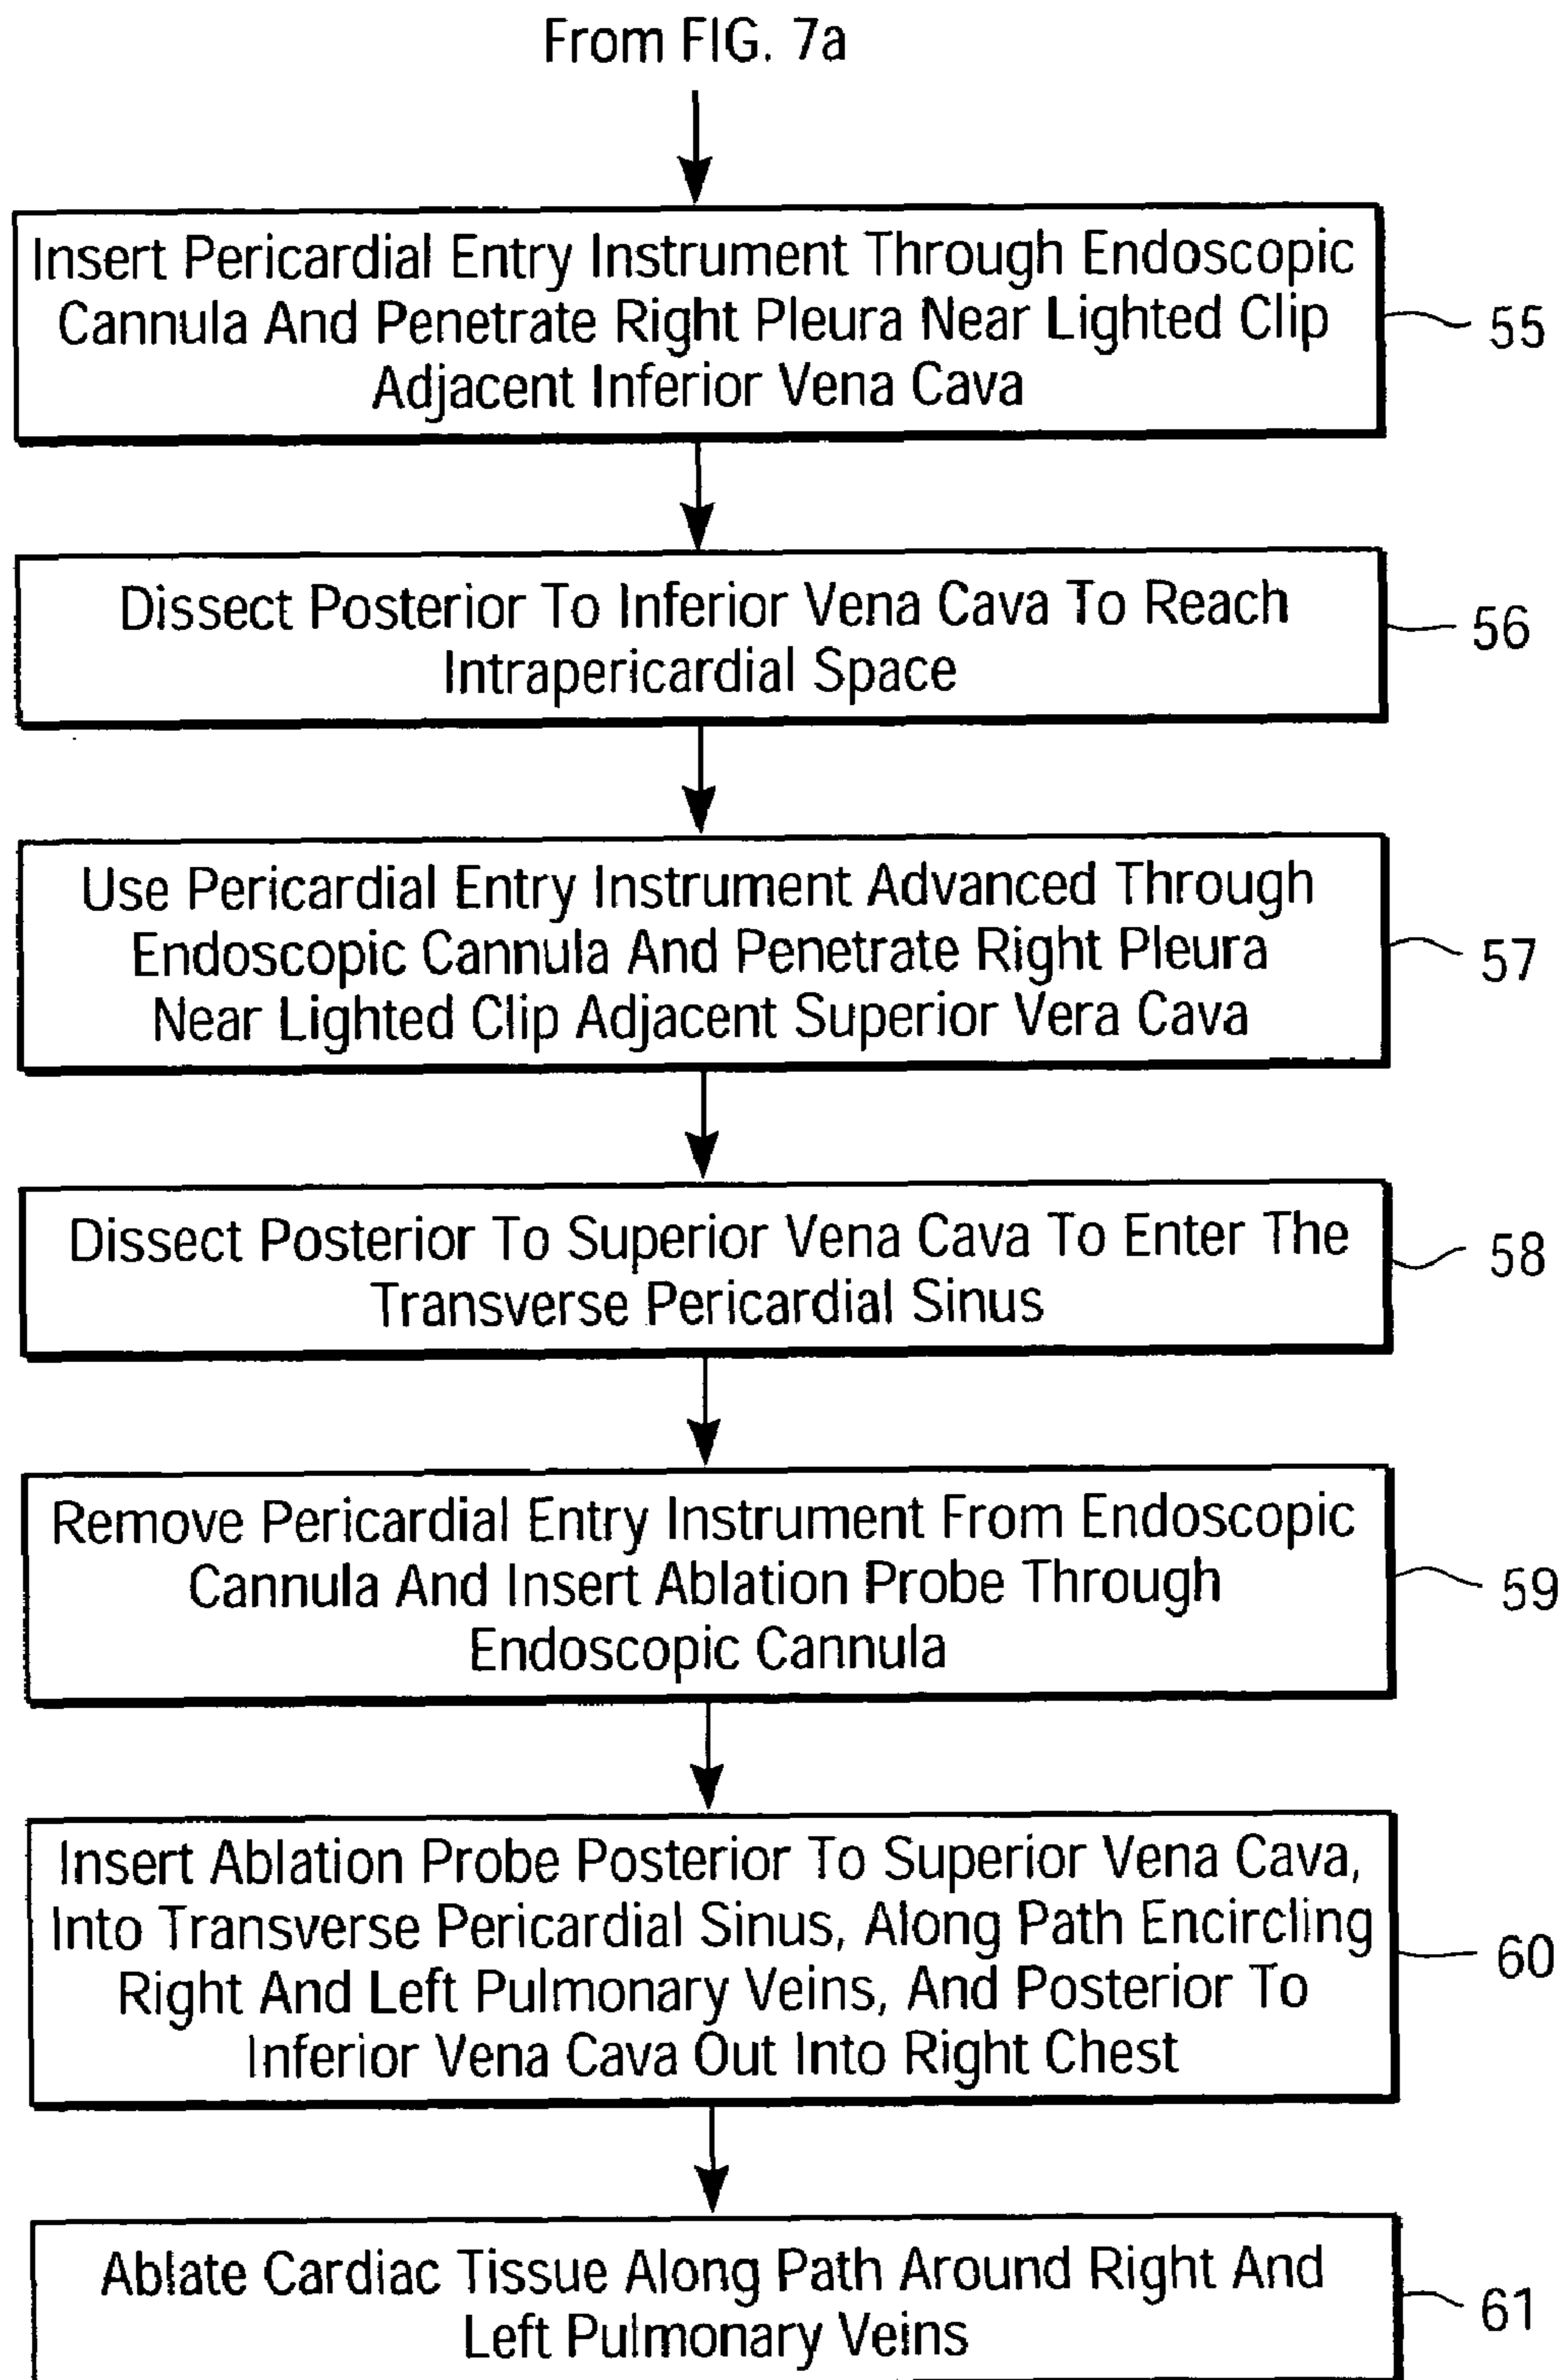 From FIG. 7a
Insert Pericardial Entry Instrument Through Endoscopic
Cannula And Penetrate Right Pleura Near Lighted Clip
Adjacent Inferior Vena Cava
55
Dissect Posterior To Inferior Vena Cava To Reach
Intrapericardial Space
56
Use Pericardial Entry Instrument Advanced Through
Endoscopic Cannula And Penetrate Right Pleura
Near Lighted Clip Adjacent Superior Vera Cava
57
Dissect Posterior To Superior Vena Cava To Enter The
Transverse Pericardial Sinus
58
Remove Pericardial Entry Instrument From Endoscopic
Cannula And Insert Ablation Probe Through
Endoscopic Cannula
59
Insert Ablation Probe Posterior To Superior Vena Cava,
Into Transverse Pericardial Sinus, Along Path Encircling
Right And Left Pulmonary Veins, And Posterior To
Inferior Vena Cava Out Into Right Chest
60
Ablate Cardiac Tissue Along Path Around Right And
Left Pulmonary Veins
61